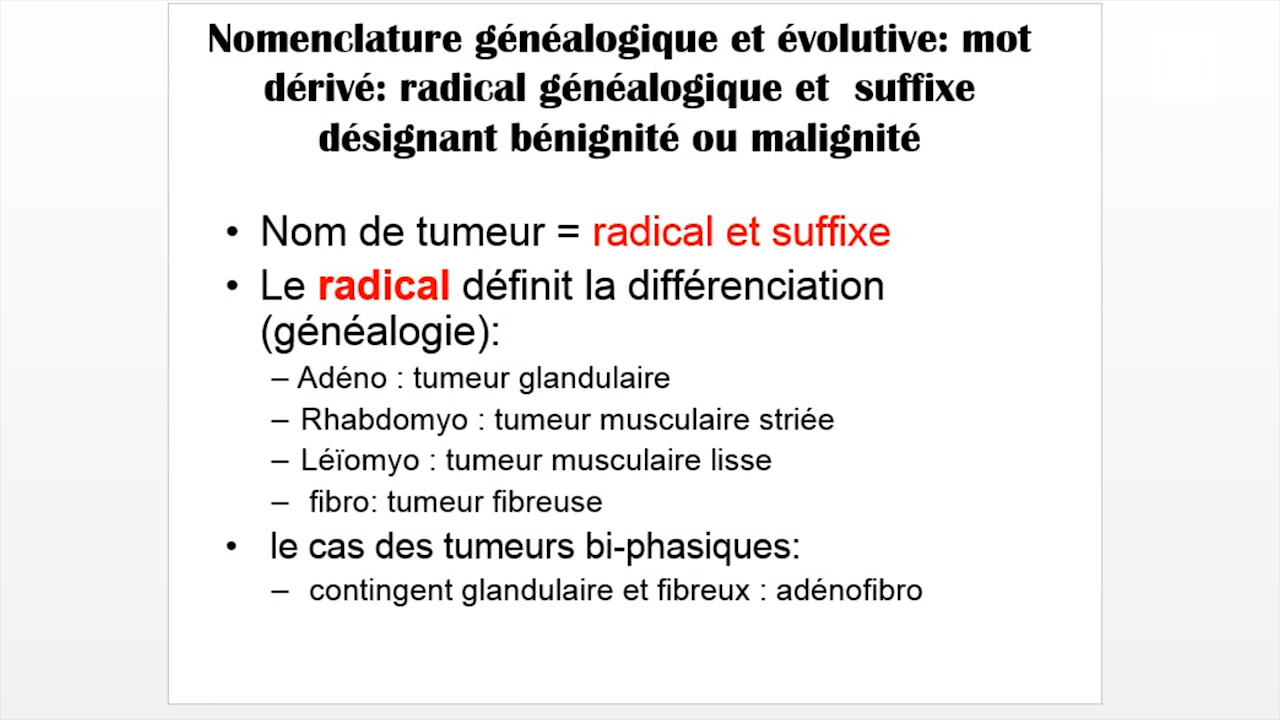 Nomenclature généalogique et évolutive: mot
dérivé: radical généalogique et suffixe
désignant bénignité ou malignité
• Nom de tumeur = radical et suffixe
• Le radical définit la différenciation
(généalogie):
– Adéno : tumeur glandulaire
– Rhabdomyo : tumeur musculaire striée
– Léïomyo : tumeur musculaire lisse
– fibro: tumeur fibreuse
• le cas des tumeurs bi-phasiques:
– contingent glandulaire et fibreux : adénofibro